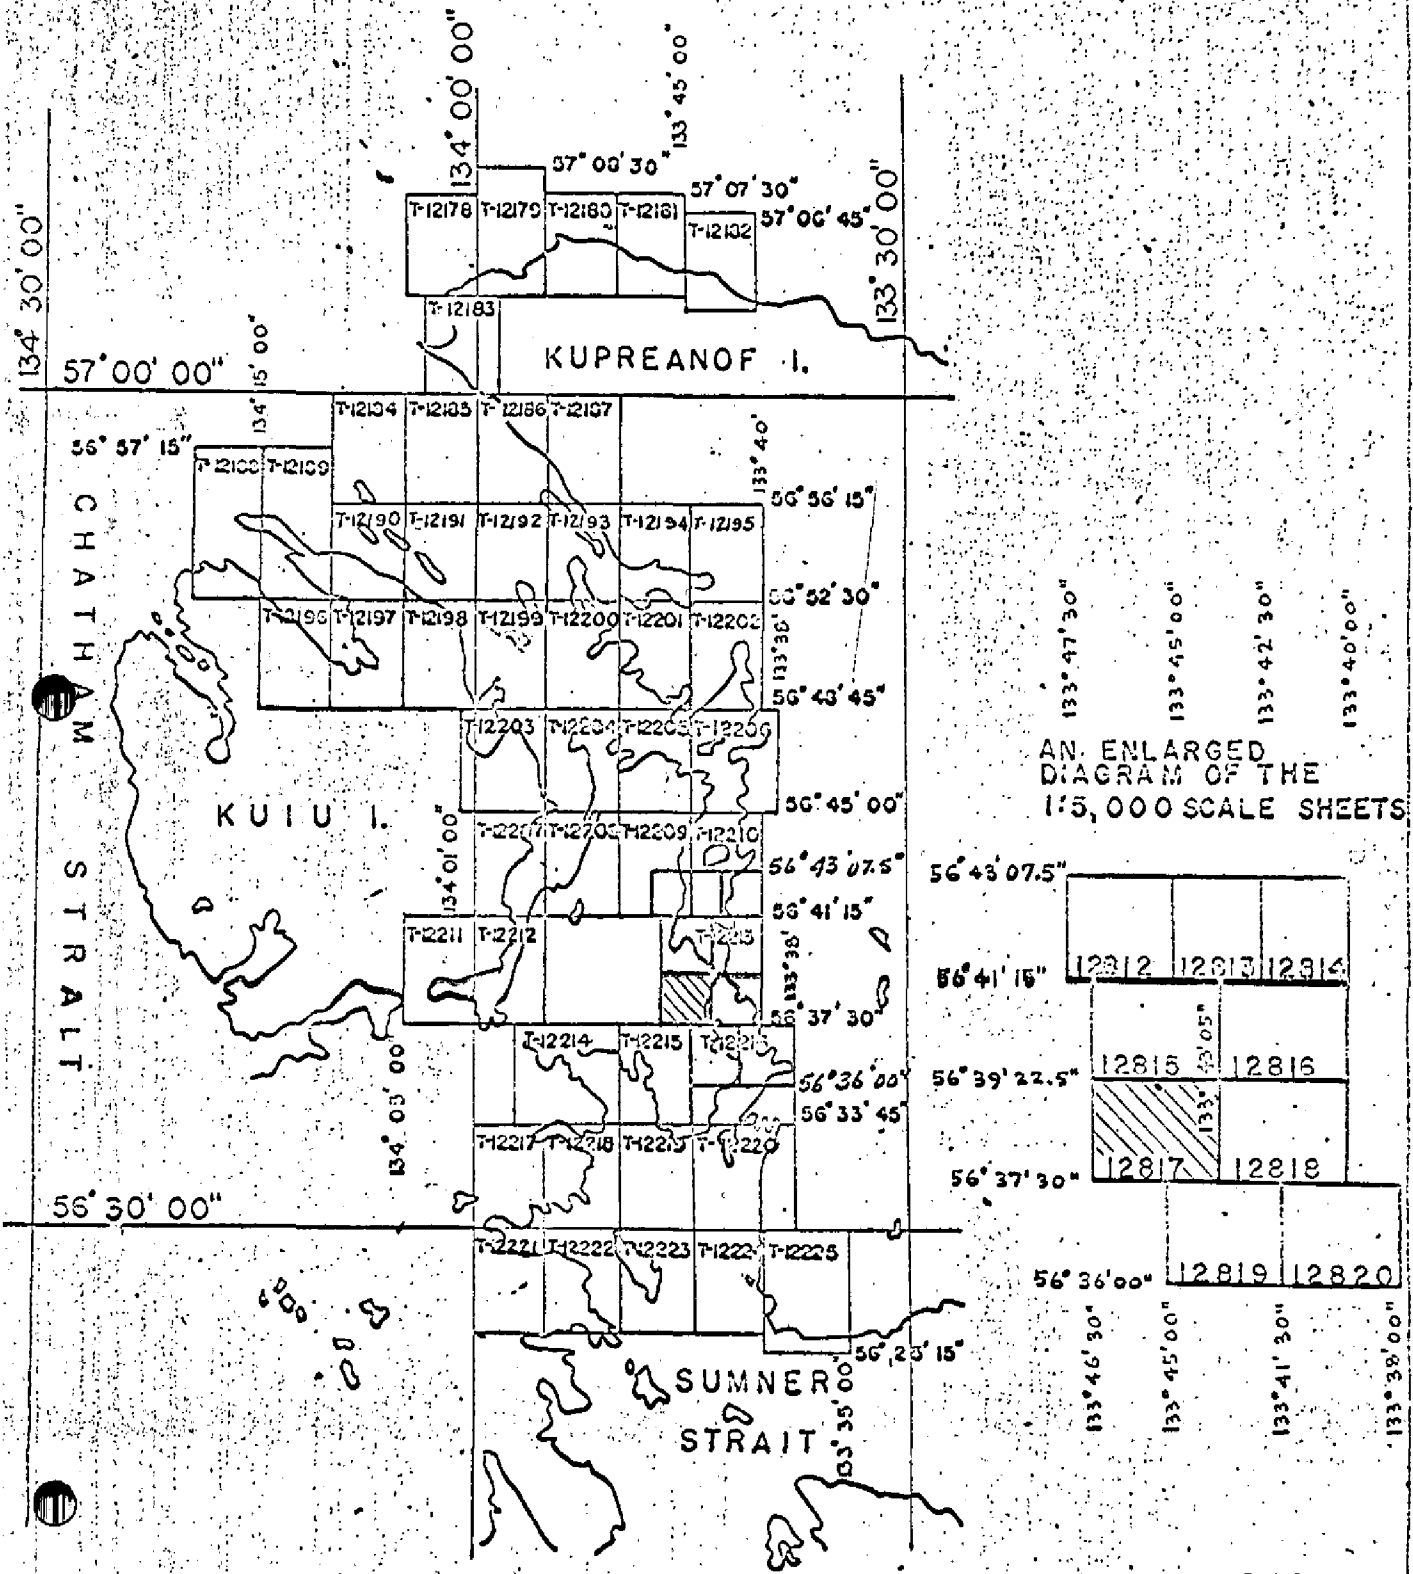 134° 00' 00"
133° 45' 00"
57° 08' 30"
57° 07' 30"
57° 06' 45"
134° 30' 00"
133° 30' 00"
T-12178 T-12179 T-12180 T-12181
T-12182
T-12183
KUPREANOF I.
57° 00' 00"
134° 15' 00"
T-12184 T-12185 T-12186 T-12187
133° 40'
56° 57' 15"
T-12188 T-12189
56° 56' 15"
T-12190 T-12191 T-12192 T-12193 T-12194 T-12195
56° 52' 30"
T-12196 T-12197 T-12198 T-12199 T-12200 T-12201 T-12202
56° 48' 45"
CHATHAM STRALT
T-12203 T-12204 T-12205 T-12206
KUIU I.
56° 45' 00"
134° 01' 00"
T-12207 T-12208 T-12209 T-12210
56° 43' 07.5"
56° 41' 15"
T-12211 T-12212 T-12213
133° 38'
56° 37' 30"
T-12214 T-12215 T-12216
134° 03' 00"
56° 36' 00"
56° 33' 45"
T-12217 T-12218 T-12219 T-12220
56° 30' 00"
T-12221 T-12222 T-12223 T-1222 T-12225
56° 26' 15"
SUMNER
STRAIT
133° 35' 00"
133° 47' 30"
133° 45' 00"
133° 42' 30"
133° 40' 00"
AN ENLARGED
DIAGRAM OF THE
1:5,000 SCALE SHEETS
56° 43' 07.5"
12812 12813 12814
56° 41' 15"
12815 133° 43' 05" 12816
56° 39' 22.5"
12817 12818
56° 37' 30"
12819 12820
56° 36' 00"
133° 46' 30"
133° 45' 00"
133° 41' 30"
133° 38' 00"